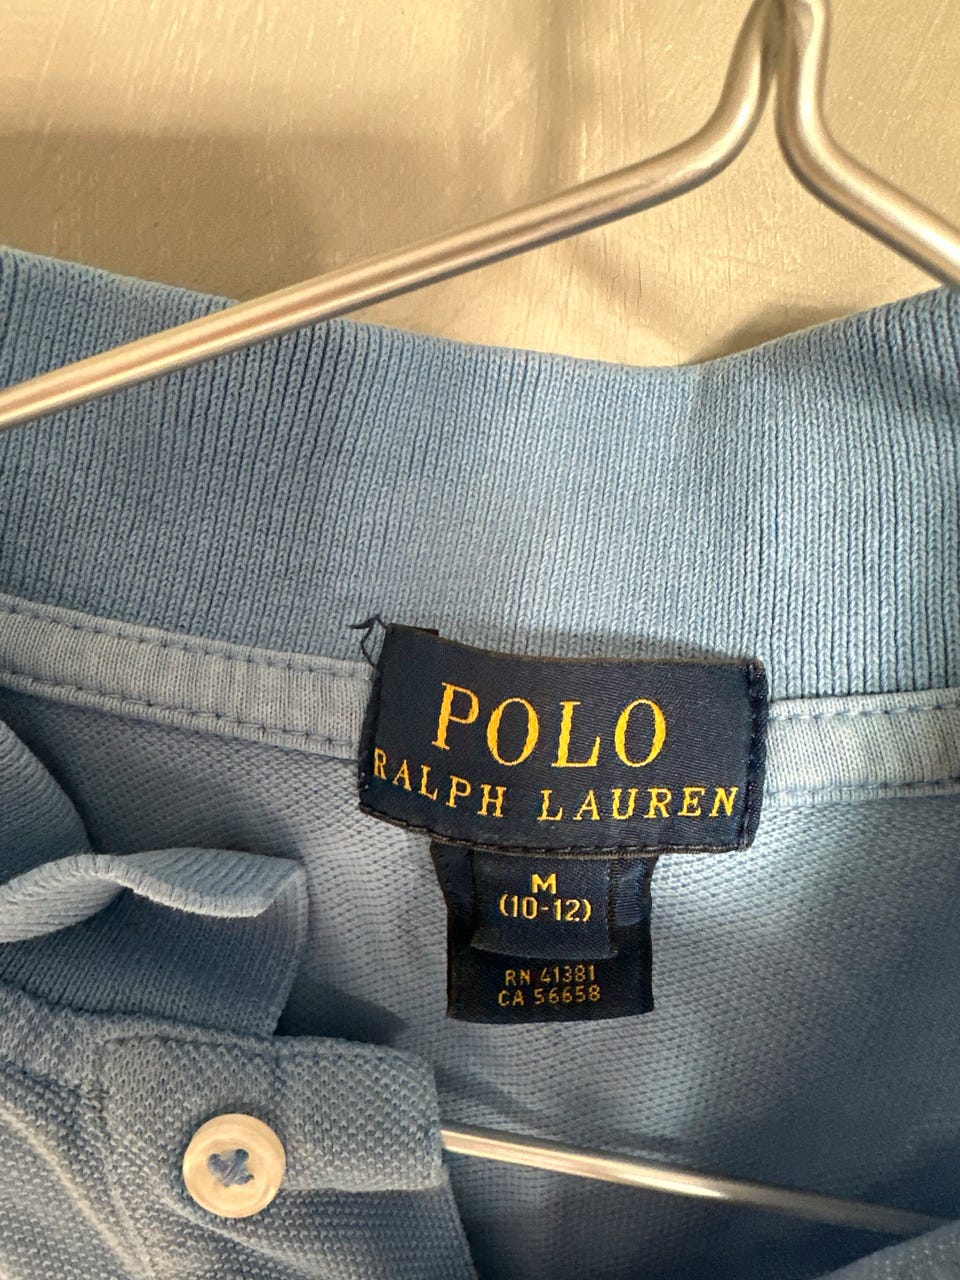 POLO
RALPH LAUREN
M
(10-12)
RN 41381
CA 56658